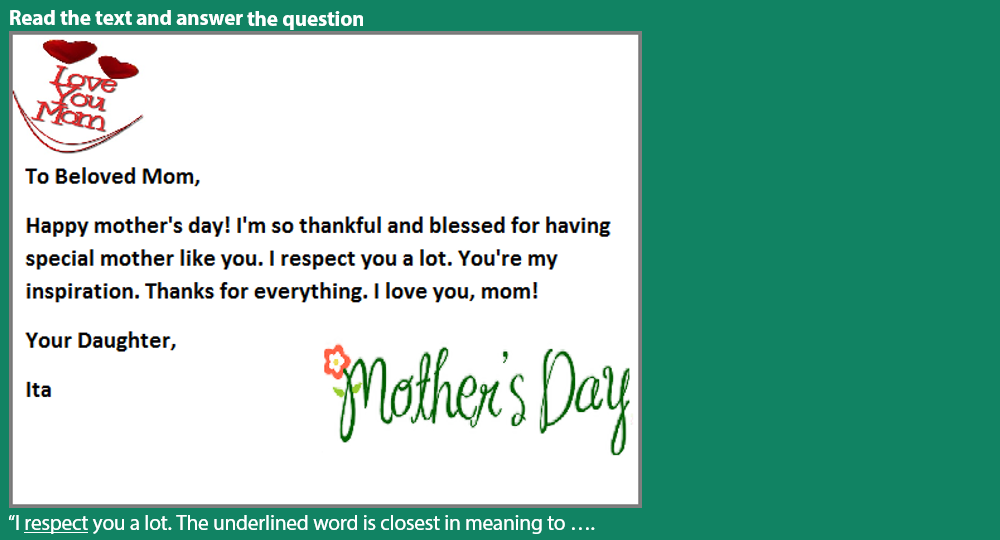 Read the text and answer the question
Love
You
Mom
To Beloved Mom,
Happy mother's day! I'm so thankful and blessed for having
special mother like you. I respect you a lot. You're my
inspiration. Thanks for everything. I love you, mom!
Your Daughter,
Ita
Mother's Day
“I respect you a lot. The underlined word is closest in meaning to ….